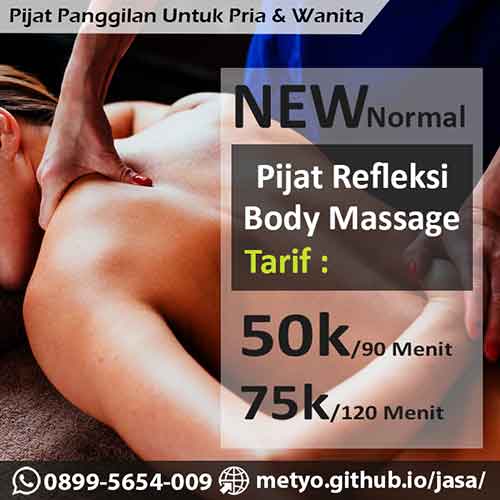 Pijat Panggilan Untuk Pria & Wanita
NEW Normal
Pijat Refleksi
Body Massage
Tarif :
50k/90 Menit
75k/120 Menit
0899-5654-009 metyo.github.io/jasa/